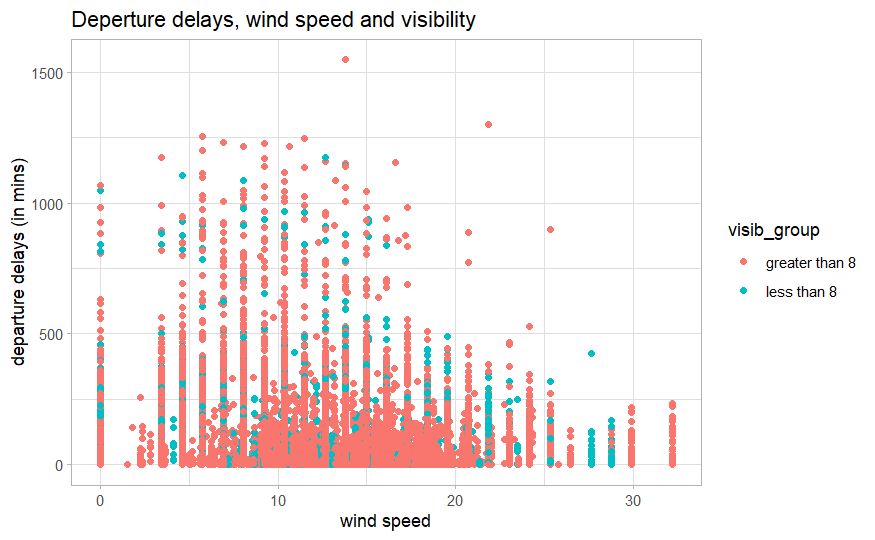 Deperture delays, wind speed and visibility
departure delays (in mins)
1500
1000
500
0
0
10
20
30
wind speed
visib_group
greater than 8
less than 8